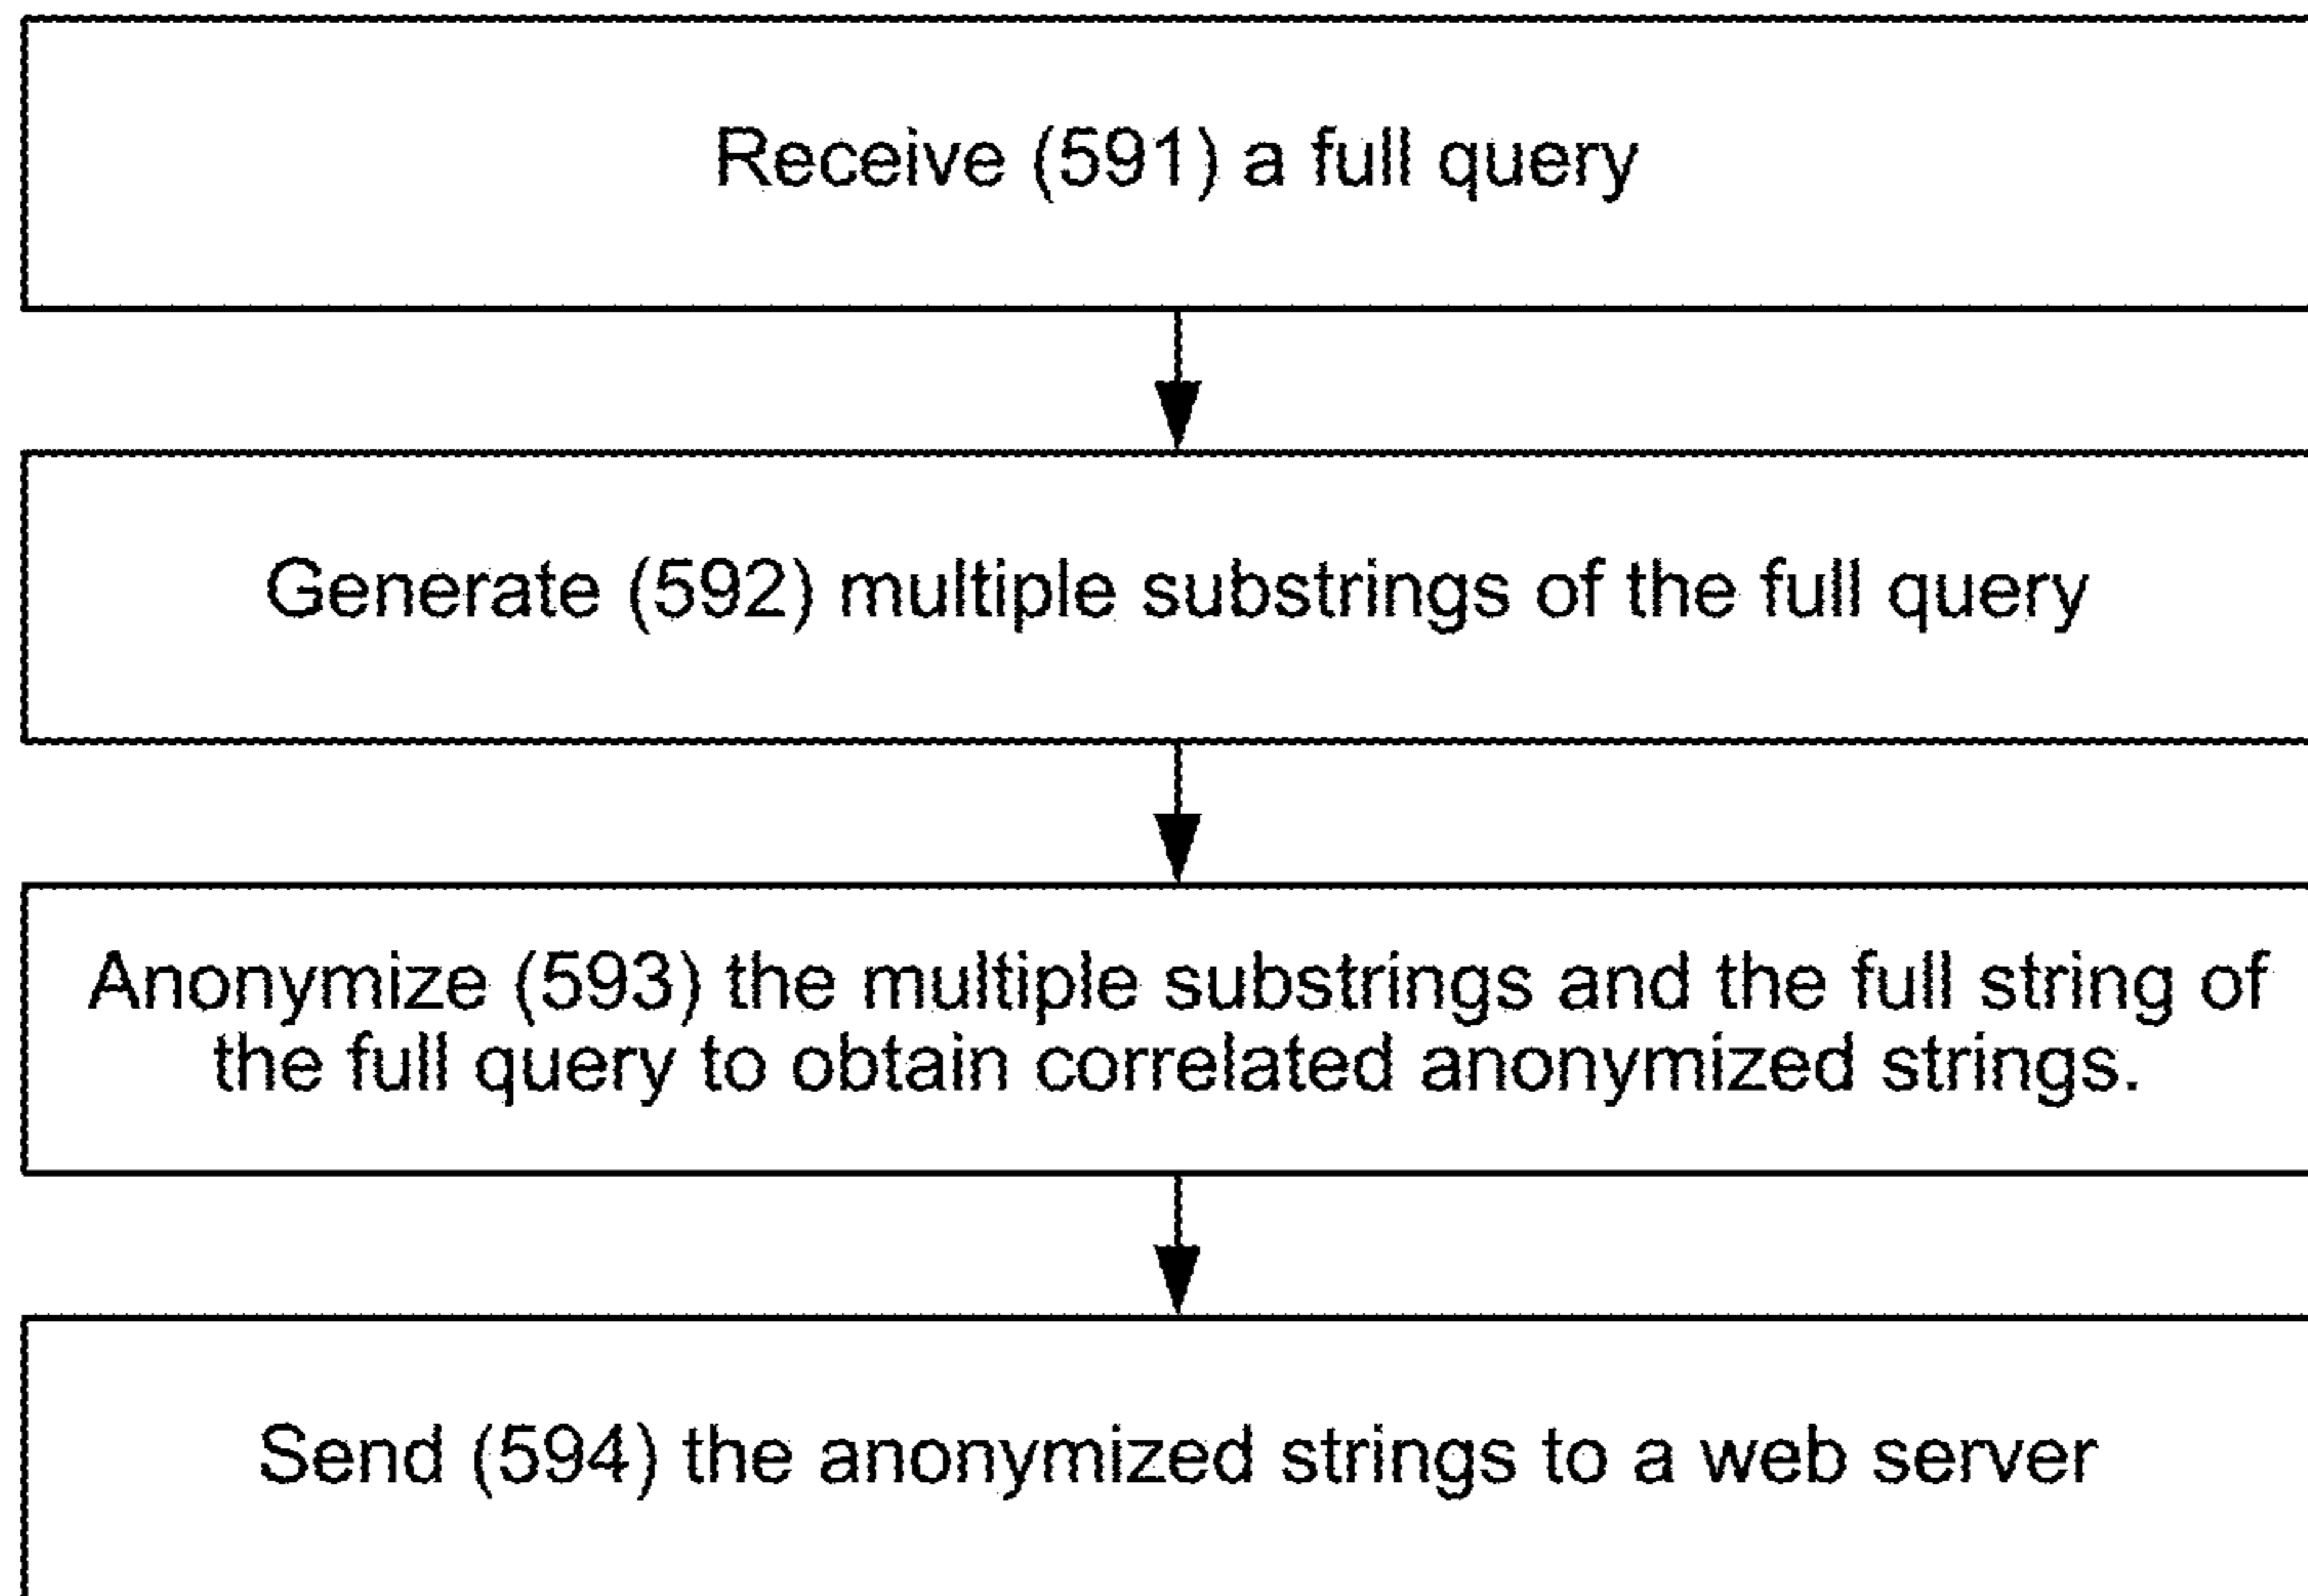 Receive (591) a full query
Generate (592) multiple substrings of the full query
Anonymize (593) the multiple substrings and the full string of
the full query to obtain correlated anonymized strings.
Send (594) the anonymized strings to a web server